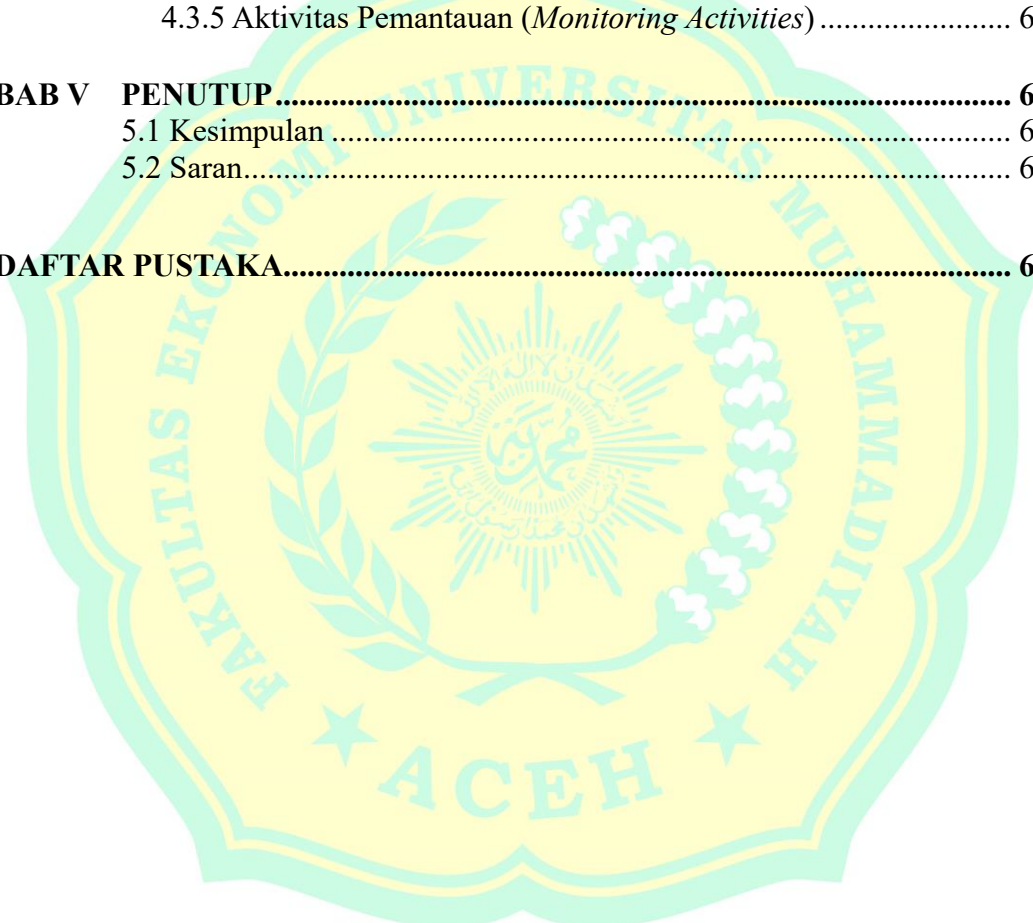 4.3.5 Aktivitas Pemantauan (Monitoring Activities) ...................... 6
BAB V PENUTUP.................................................................................... 6
5.1 Kesimpulan ............................................................................. 6
5.2 Saran....................................................................................... 6
DAFTAR PUSTAKA................................................................................... 6
FAKULTAS EKONOMI UNIVERSITAS MUHAMMADIYAH
ACEH